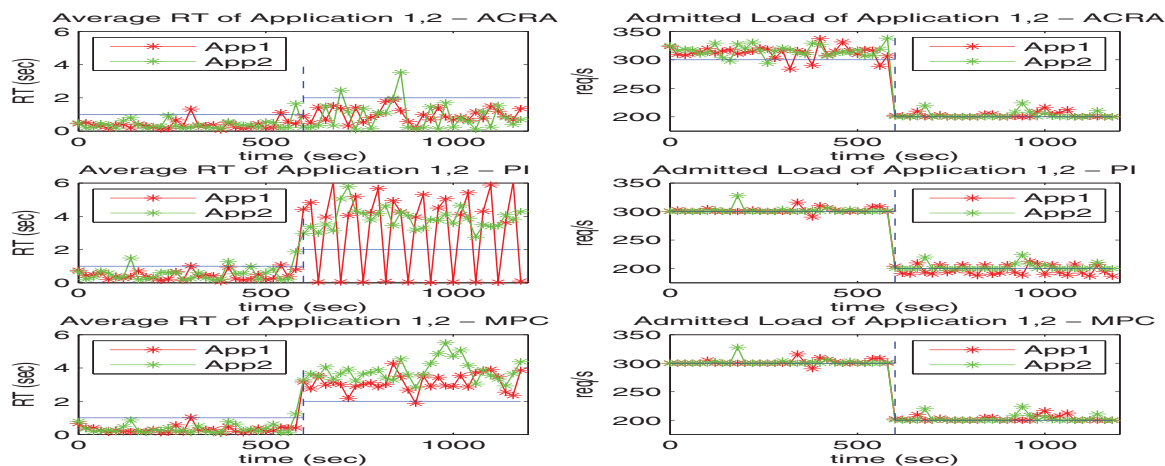 Average RT of Application 1,2 − ACRA
6
4
2
0
RT (sec)
App1
App2
0
500
1000
time (sec)
Admitted Load of Application 1,2 − ACRA
350
300
250
200
req/s
App1
App2
0
500
1000
time (sec)
Average RT of Application 1,2 − PI
6
4
2
0
RT (sec)
App1
App2
0
500
1000
time (sec)
Admitted Load of Application 1,2 − PI
350
300
250
200
req/s
App1
App2
0
500
1000
time (sec)
Average RT of Application 1,2 − MPC
6
4
2
0
RT (sec)
App1
App2
0
500
1000
time (sec)
Admitted Load of Application 1,2 − MPC
350
300
250
200
req/s
App1
App2
0
500
1000
time (sec)